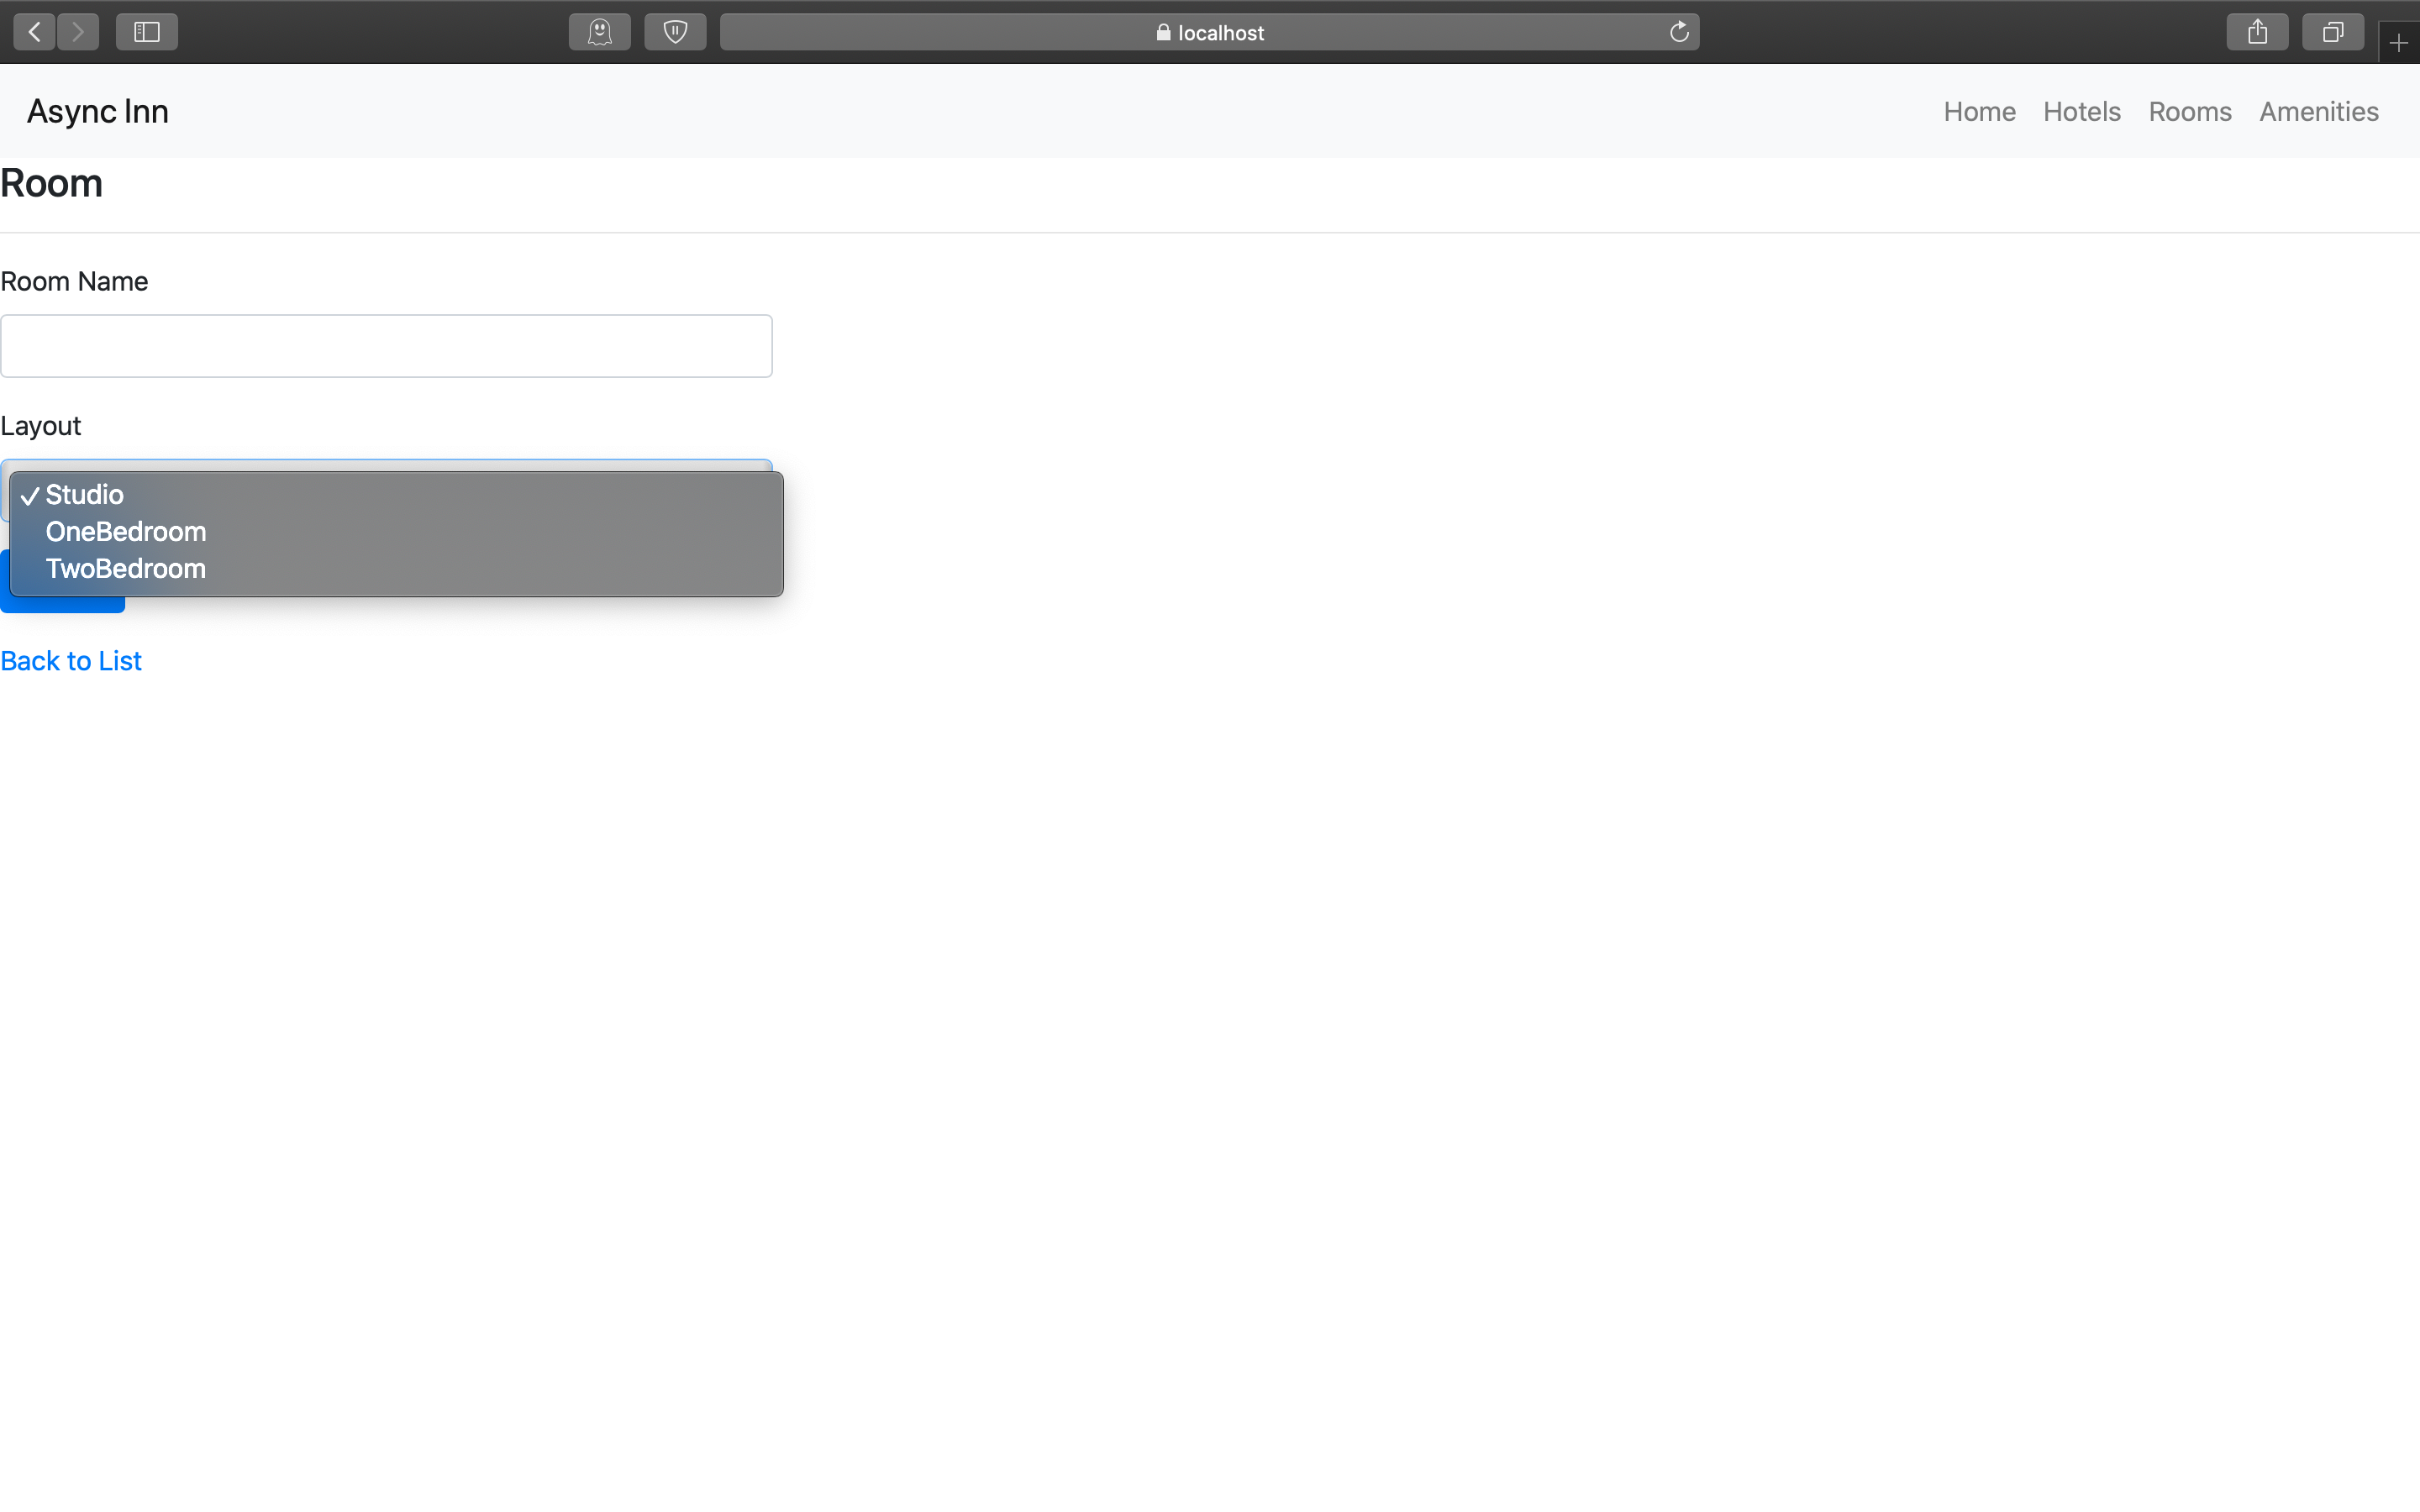 localhost
Async Inn
Home Hotels Rooms Amenities
Room
Room Name
Layout
Studio
OneBedroom
TwoBedroom
Back to List